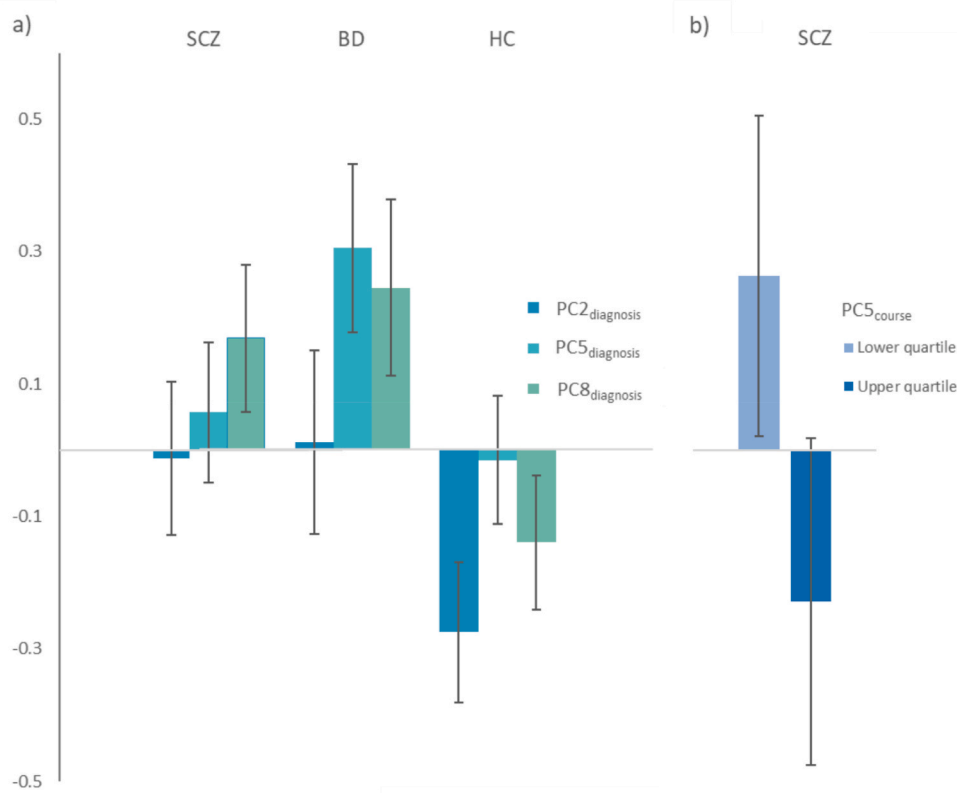 a)
SCZ BD HC
0.5
0.3
0.1
-0.1
-0.3
-0.5
PC2diagnosis
PC5diagnosis
PC8diagnosis
b)
SCZ
PC5course
Lower quartile
Upper quartile